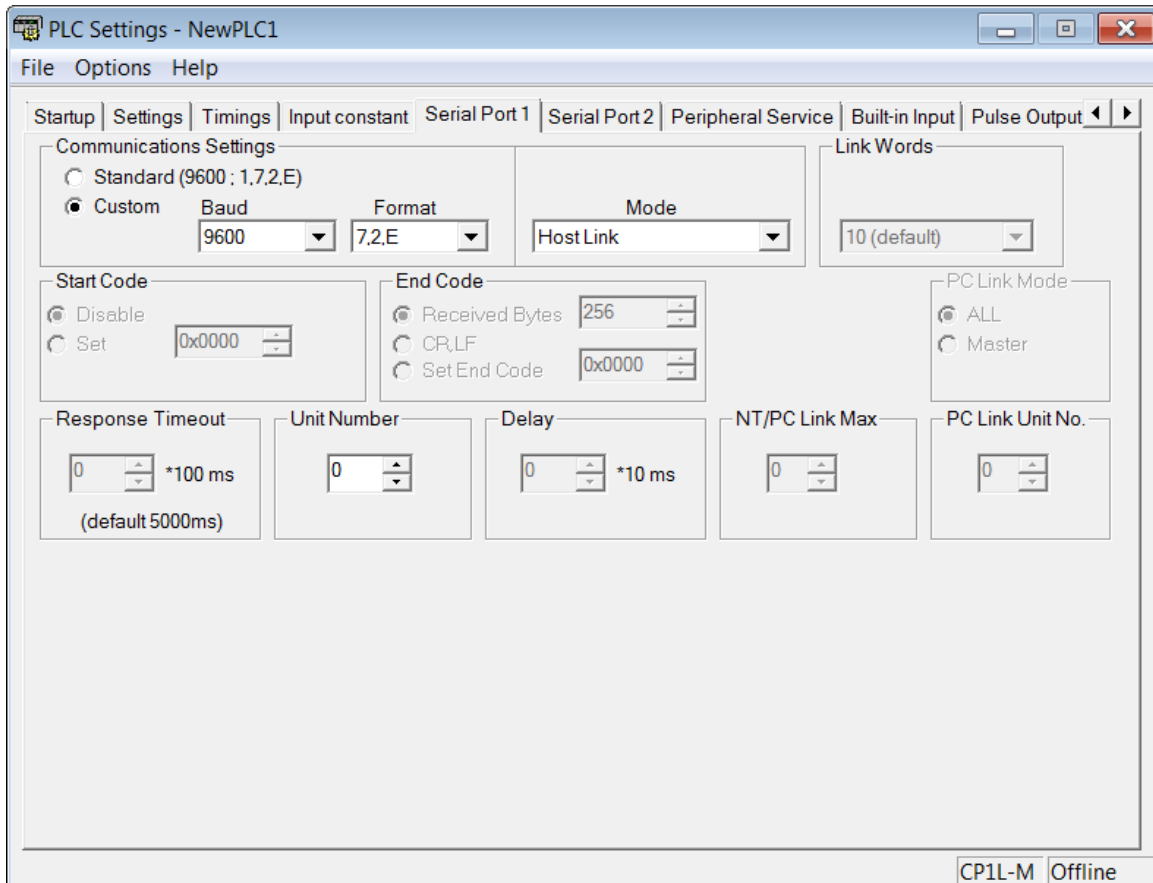 PLC Settings - NewPLC1
File Options Help
Startup Settings Timings Input constant Serial Port 1 Serial Port 2 Peripheral Service Built-in Input Pulse Output
Communications Settings Link Words
Standard (9600 ; 1,7,2,E)
Custom Baud Format Mode
9600 7,2,E Host Link 10 (default)
Start Code End Code PC Link Mode
Disable Received Bytes 256 ALL
Set 0x0000 CR,LF Master
Set End Code 0x0000
Response Timeout Unit Number Delay NT/PC Link Max PC Link Unit No.
0 *100 ms 0 0 *10 ms 0 0
(default 5000ms)
CP1L-M Offline